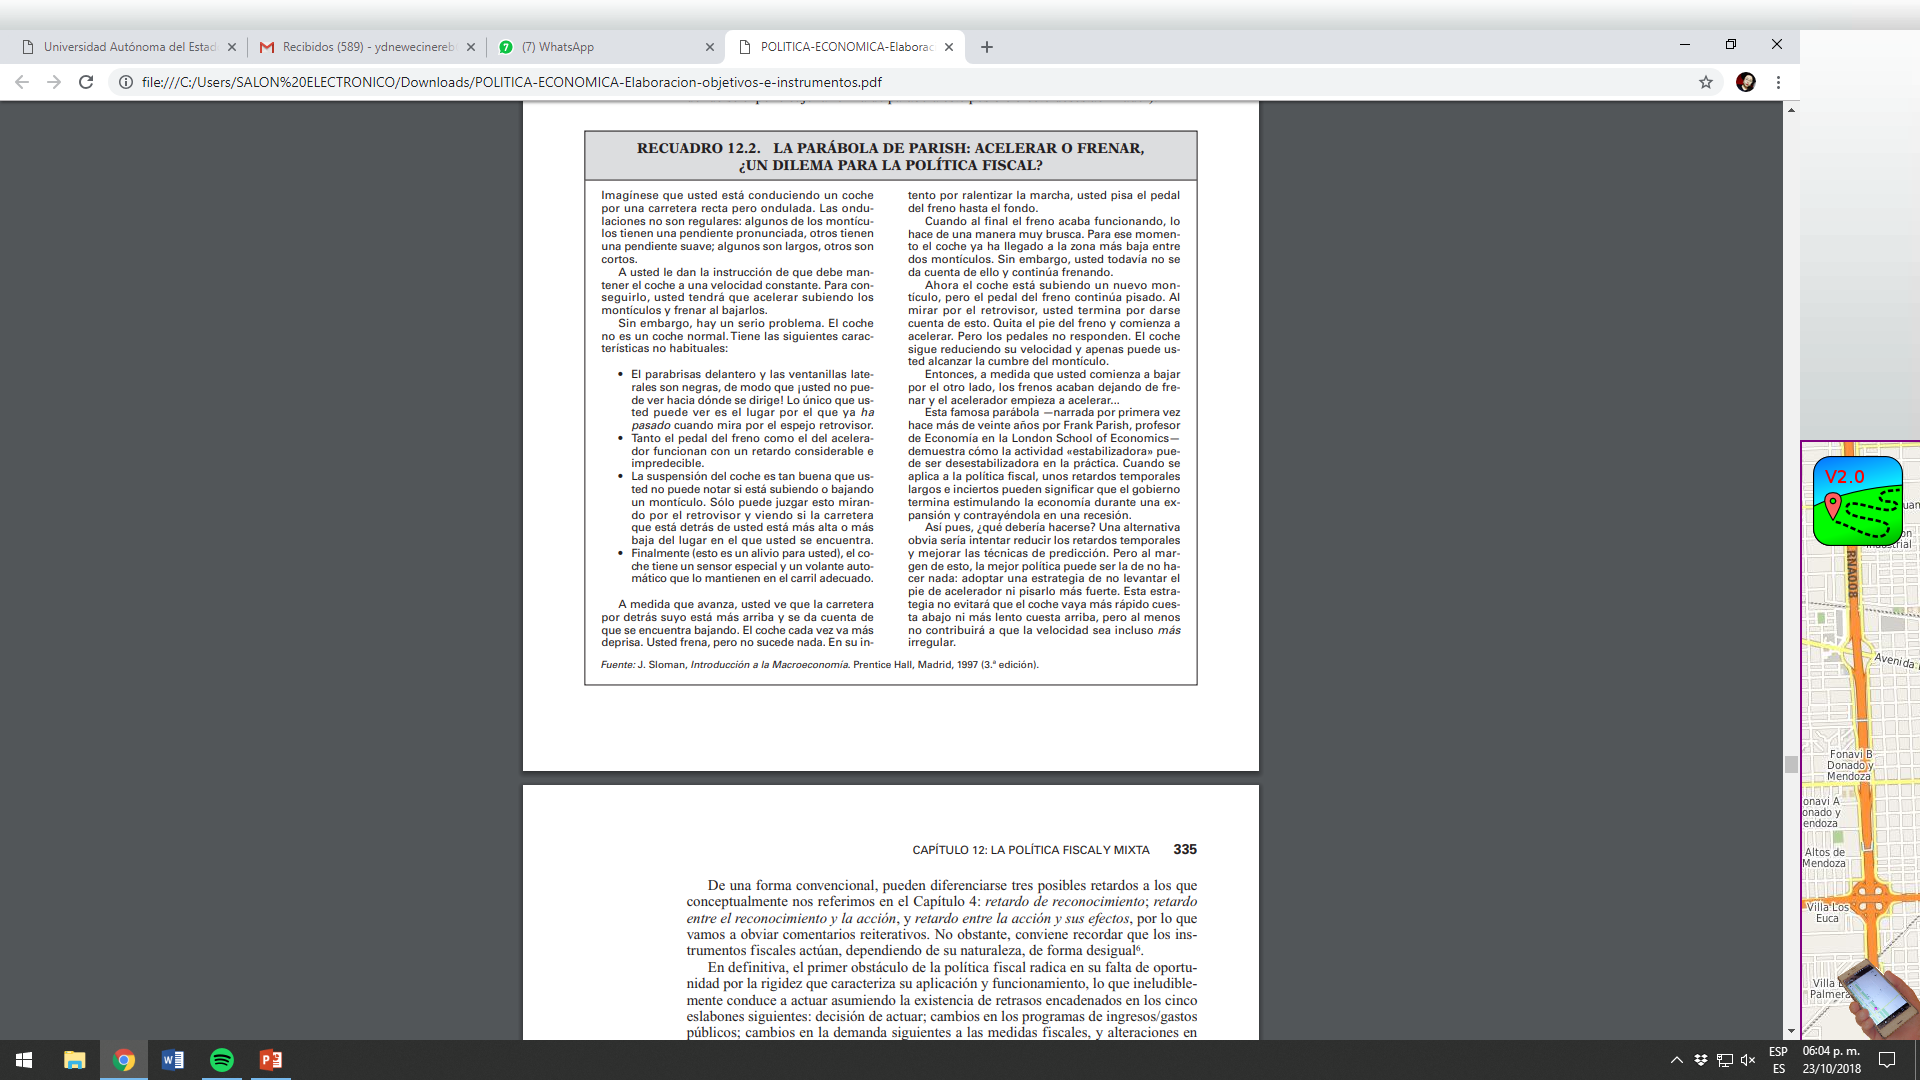 Universidad Autónoma del Estad
Recibidos (589) - ydnewecinereb
(7) WhatsApp
POLITICA-ECONOMICA-Elaborac
file:///C:/Users/SALON%20ELECTRONICO/Downloads/POLITICA-ECONOMICA-Elaboracion-objetivos-e-instrumentos.pdf
RECUADRO 12.2. LA PARÁBOLA DE PARISH: ACELERAR O FRENAR,
¿UN DILEMA PARA LA POLÍTICA FISCAL?
Imagínese que usted está conduciendo un coche
por una carretera recta pero ondulada. Las ondu-
laciones no son regulares: algunos de los montícu-
los tienen una pendiente pronunciada, otros tienen
una pendiente suave; algunos son largos, otros son
cortos.
A usted le dan la instrucción de que debe man-
tener el coche a una velocidad constante. Para con-
seguirlo, usted tendrá que acelerar subiendo los
montículos y frenar al bajarlos.
Sin embargo, hay un serio problema. El coche
no es un coche normal. Tiene las siguientes carac-
terísticas no habituales:
• El parabrisas delantero y las ventanillas late-
rales son negras, de modo que ¡usted no pue-
de ver hacia dónde se dirige! Lo único que us-
ted puede ver es el lugar por el que ya ha
pasado cuando mira por el espejo retrovisor.
• Tanto el pedal del freno como el del acelera-
dor funcionan con un retardo considerable e
impredecible.
• La suspensión del coche es tan buena que us-
ted no puede notar si está subiendo o bajando
un montículo. Sólo puede juzgar esto miran-
do por el retrovisor y viendo si la carretera
que está detrás de usted está más alta o más
baja del lugar en el que usted se encuentra.
• Finalmente (esto es un alivio para usted), el co-
che tiene un sensor especial y un volante auto-
mático que lo mantienen en el carril adecuado.
A medida que avanza, usted ve que la carretera
por detrás suyo está más arriba y se da cuenta de
que se encuentra bajando. El coche cada vez va más
deprisa. Usted frena, pero no sucede nada. En su in-
tento por ralentizar la marcha, usted pisa el pedal
del freno hasta el fondo.
Cuando al final el freno acaba funcionando, lo
hace de una manera muy brusca. Para ese momen-
to el coche ya ha llegado a la zona más baja entre
dos montículos. Sin embargo, usted todavía no se
da cuenta de ello y continúa frenando.
Ahora el coche está subiendo un nuevo mon-
tículo, pero el pedal del freno continúa pisado. Al
mirar por el retrovisor, usted termina por darse
cuenta de esto. Quita el pie del freno y comienza a
acelerar. Pero los pedales no responden. El coche
sigue reduciendo su velocidad y apenas puede us-
ted alcanzar la cumbre del montículo.
Entonces, a medida que usted comienza a bajar
por el otro lado, los frenos acaban dejando de fre-
nar y el acelerador empieza a acelerar...
Esta famosa parábola —narrada por primera vez
hace más de veinte años por Frank Parish, profesor
de Economía en la London School of Economics—
demuestra cómo la actividad «estabilizadora» pue-
de ser desestabilizadora en la práctica. Cuando se
aplica a la política fiscal, unos retardos temporales
largos e inciertos pueden significar que el gobierno
termina estimulando la economía durante una ex-
pansión y contrayéndola en una recesión.
Así pues, ¿qué debería hacerse? Una alternativa
obvia sería intentar reducir los retardos temporales
y mejorar las técnicas de predicción. Pero al mar-
gen de esto, la mejor política puede ser la de no ha-
cer nada: adoptar una estrategia de no levantar el
pie de acelerador ni pisarlo más fuerte. Esta estra-
tegia no evitará que el coche vaya más rápido cues-
ta abajo ni más lento cuesta arriba, pero al menos
no contribuirá a que la velocidad sea incluso más
irregular.
Fuente: J. Sloman, Introducción a la Macroeconomía. Prentice Hall, Madrid, 1997 (3.ª edición).
CAPÍTULO 12: LA POLÍTICA FISCAL Y MIXTA 335
De una forma convencional, pueden diferenciarse tres posibles retardos a los que
conceptualmente nos referimos en el Capítulo 4: retardo de reconocimiento; retardo
entre el reconocimiento y la acción, y retardo entre la acción y sus efectos, por lo que
vamos a obviar comentarios reiterativos. No obstante, conviene recordar que los ins-
trumentos fiscales actúan, dependiendo de su naturaleza, de forma desigual⁶.
En definitiva, el primer obstáculo de la política fiscal radica en su falta de oportu-
nidad por la rigidez que caracteriza su aplicación y funcionamiento, lo que ineludible-
mente conduce a actuar asumiendo la existencia de retrasos encadenados en los cinco
eslabones siguientes: decisión de actuar; cambios en los programas de ingresos/gastos
públicos; cambios en la demanda siguientes a las medidas fiscales, y alteraciones en
V2.0
RNA008
Avenida
Fonavi B
Donado y
Mendoza
onavi A
onado y
endoza
Altos de
Mendoza
Villa Los
Euca
Villa L
Palmera
ESP
ES
06:04 p. m.
23/10/2018